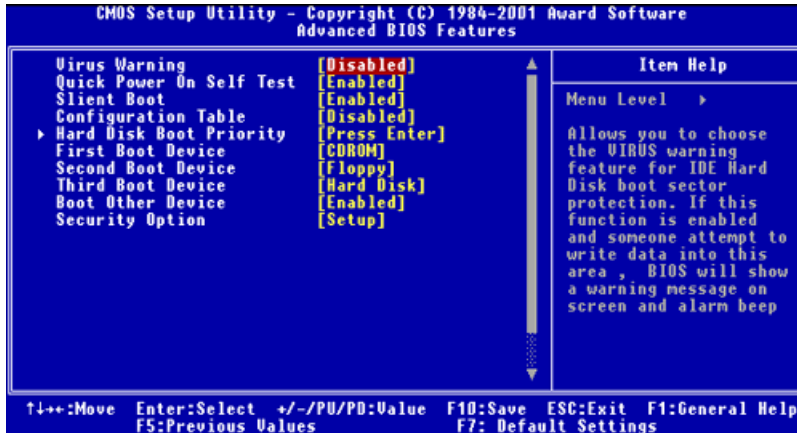 CMOS Setup Utility - Copyright (C) 1984-2001 Award Software
Advanced BIOS Features
Virus Warning [Disabled]
Quick Power On Self Test [Enabled]
Slient Boot [Enabled]
Configuration Table [Disabled]
▸ Hard Disk Boot Priority [Press Enter]
First Boot Device [CDROM]
Second Boot Device [Floppy]
Third Boot Device [Hard Disk]
Boot Other Device [Enabled]
Security Option [Setup]
Item Help
Menu Level ▸
Allows you to choose
the VIRUS warning
feature for IDE Hard
Disk boot sector
protection. If this
function is enabled
and someone attempt to
write data into this
area , BIOS will show
a warning message on
screen and alarm beep
↑↓→←:Move Enter:Select +/-/PU/PD:Value F10:Save ESC:Exit F1:General Help
F5:Previous Values F7: Default Settings